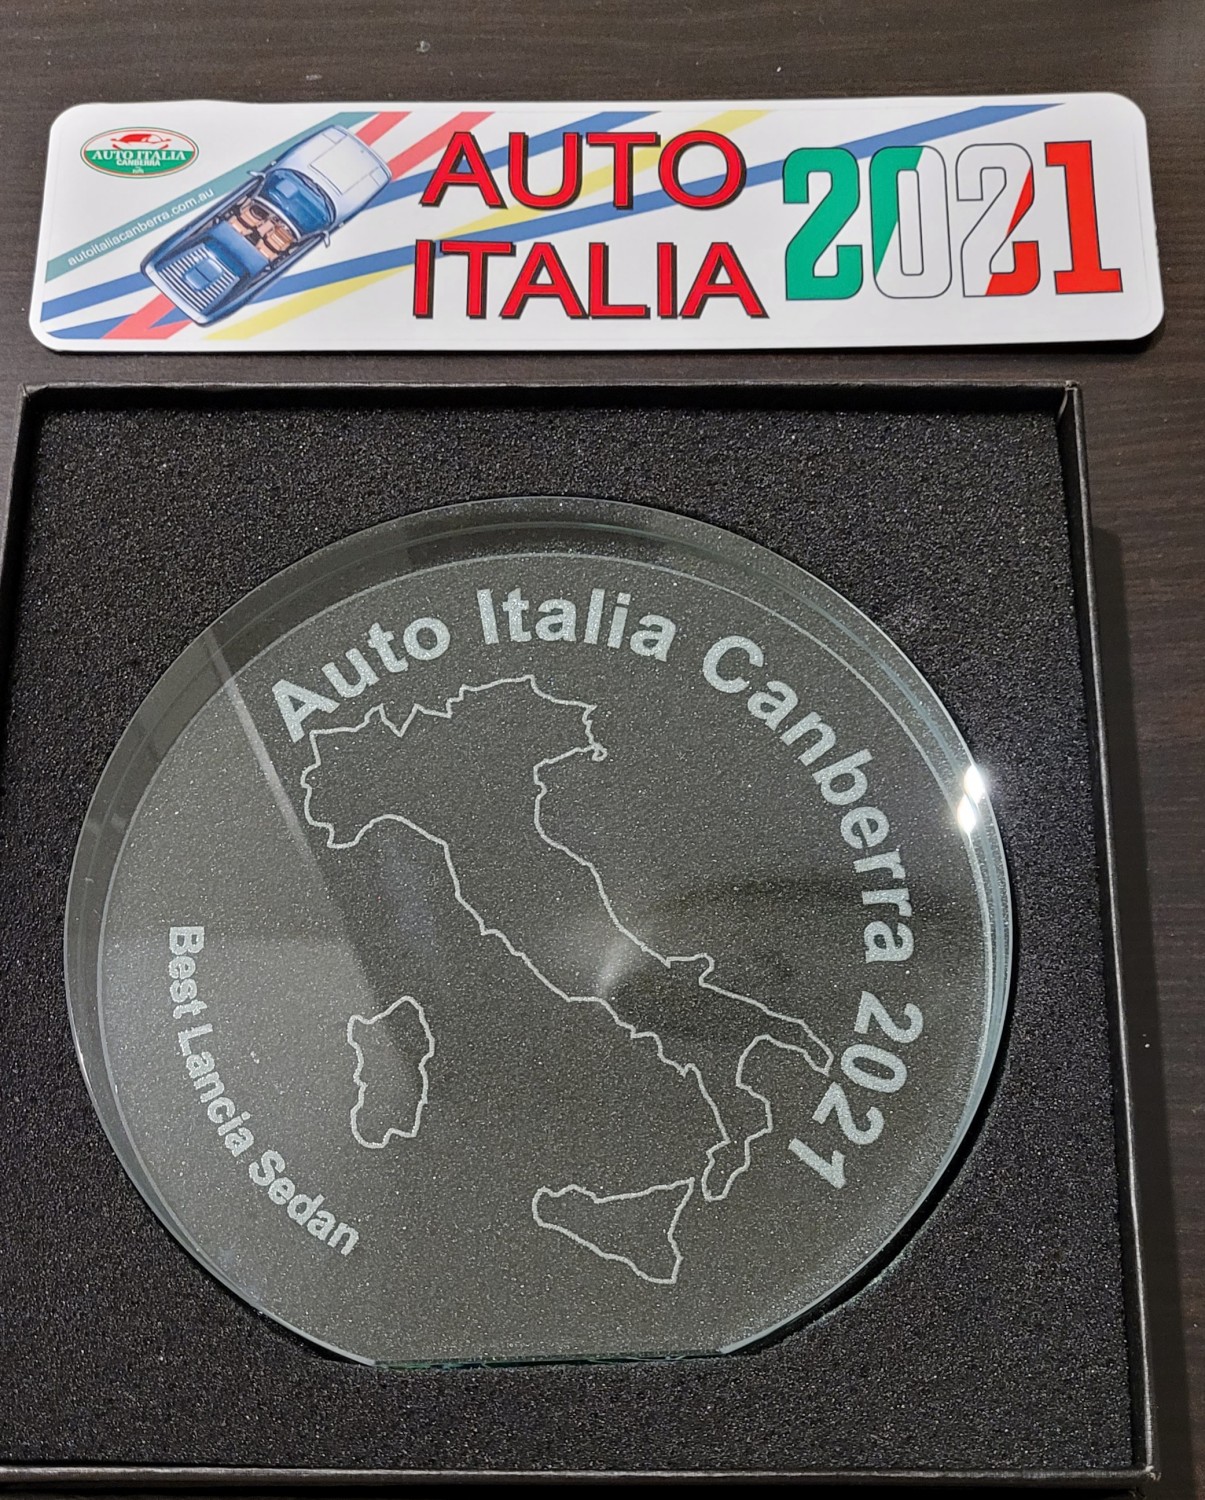 AUTO ITALIA
CANBERRA
autoitaliacanberra.com.au
AUTO
ITALIA
2021
Auto Italia Canberra 2021
Best Lancia Sedan